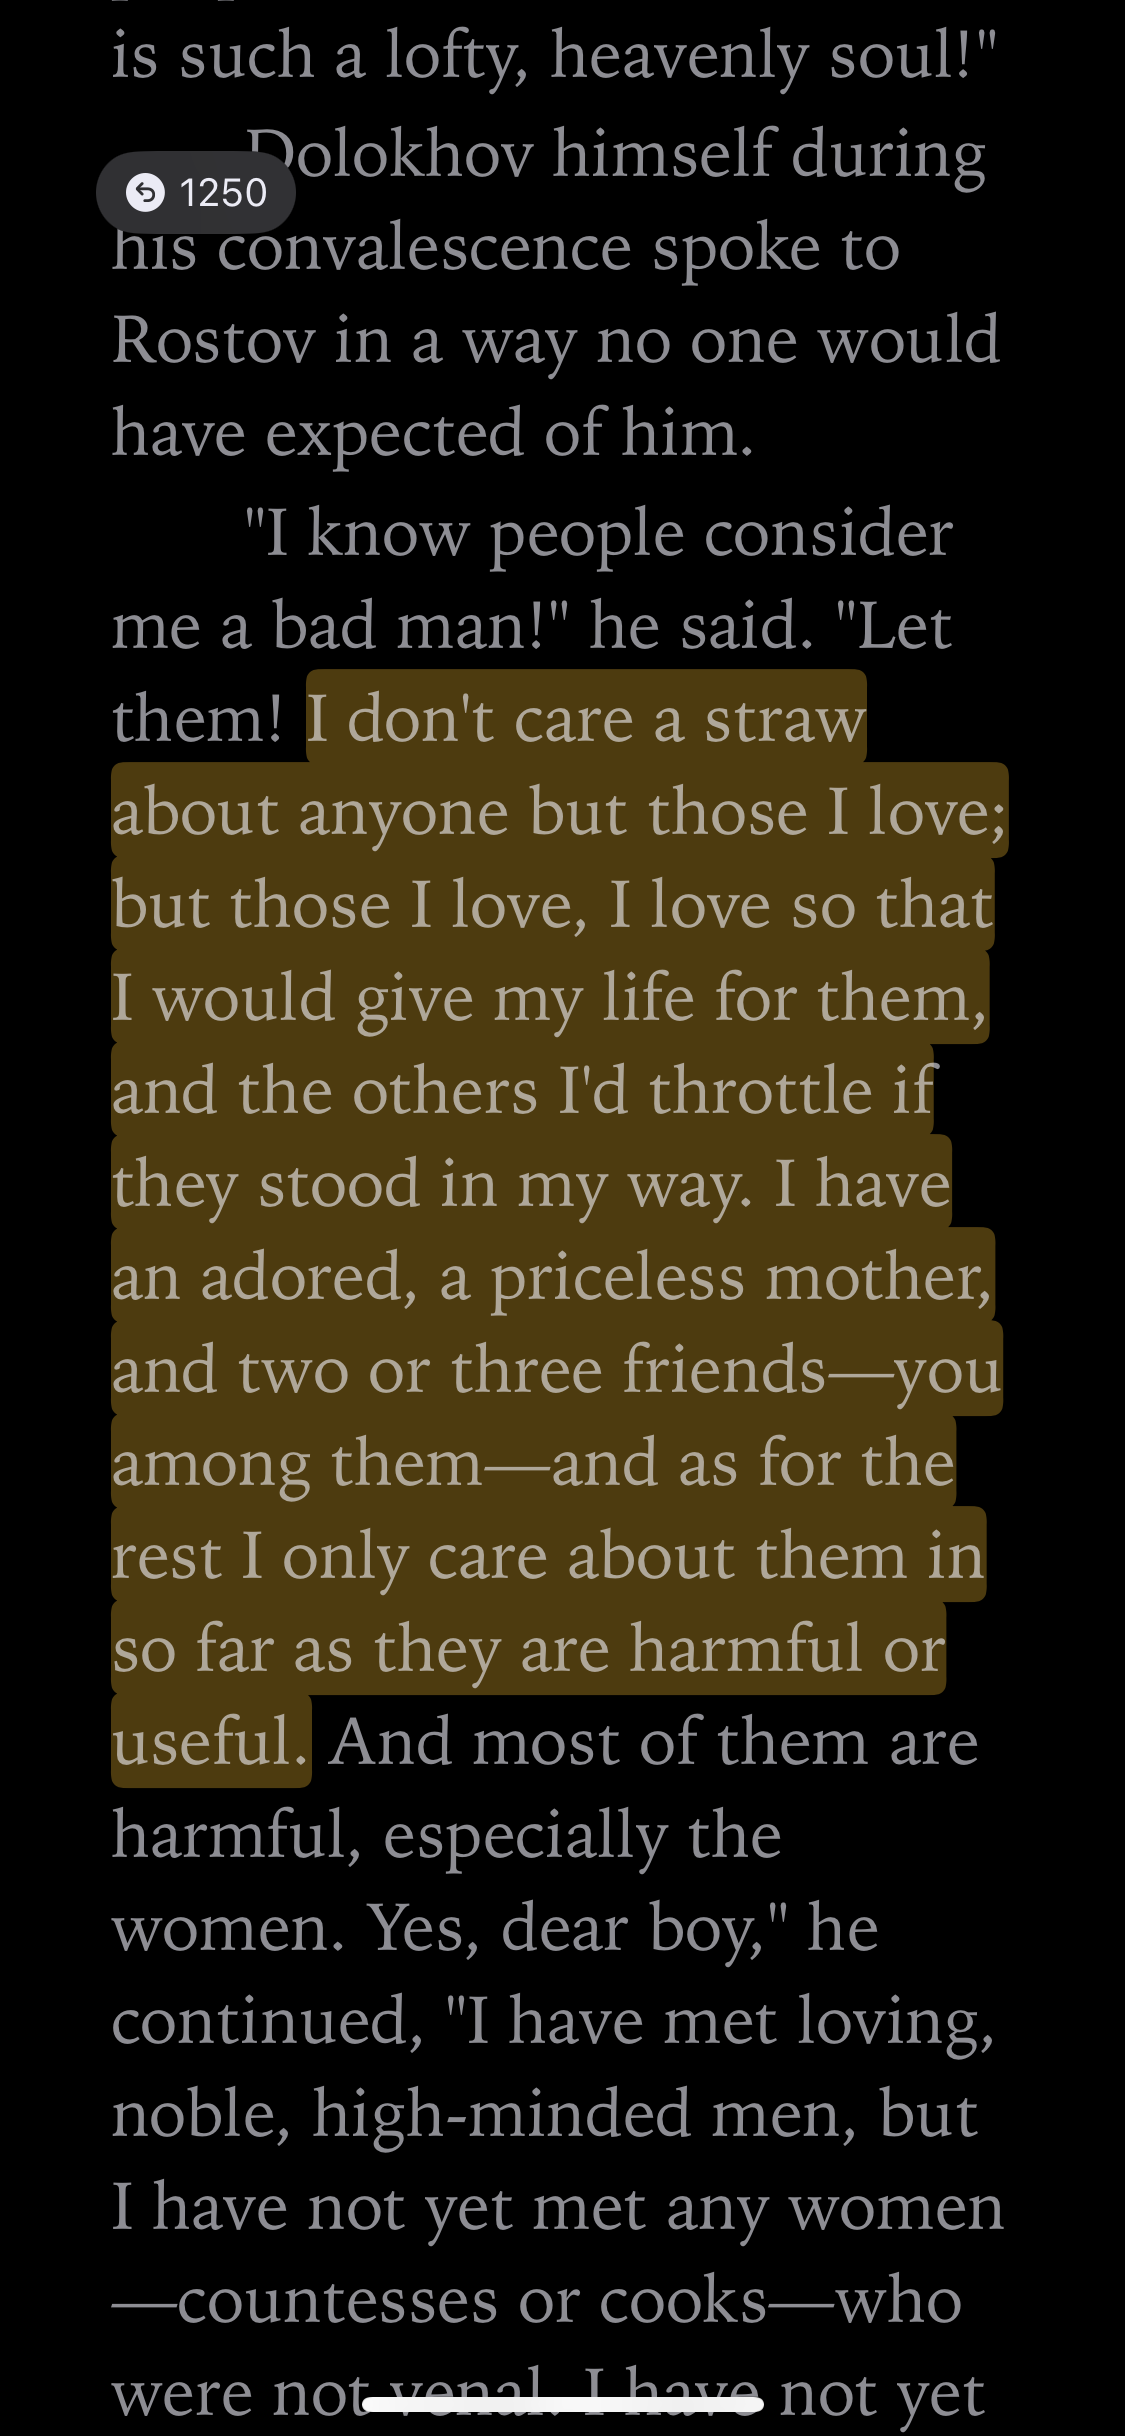 is such a lofty, heavenly soul!"
Dolokhov himself during
1250
his convalescence spoke to
Rostov in a way no one would
have expected of him.
"I know people consider
me a bad man!" he said. "Let
them! I don't care a straw
about anyone but those I love;
but those I love, I love so that
I would give my life for them,
and the others I'd throttle if
they stood in my way. I have
an adored, a priceless mother,
and two or three friends—you
among them—and as for the
rest I only care about them in
so far as they are harmful or
useful. And most of them are
harmful, especially the
women. Yes, dear boy," he
continued, "I have met loving,
noble, high-minded men, but
I have not yet met any women
—countesses or cooks—who
were not venal. I have not yet